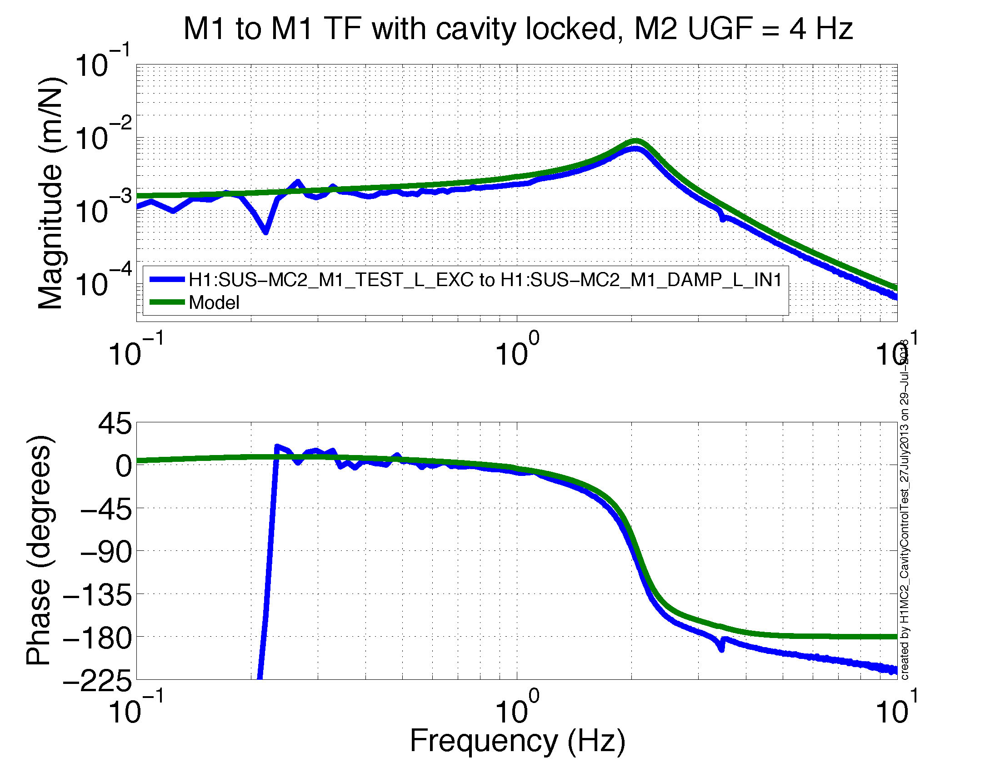 M1 to M1 TF with cavity locked, M2 UGF = 4 Hz
Magnitude (m/N)
10^−1
10^−2
10^−3
10^−4
H1:SUS−MC2_M1_TEST_L_EXC to H1:SUS−MC2_M1_DAMP_L_IN1
Model
10^−1 10^0 10^1
Phase (degrees)
45
0
−45
−90
−135
−180
−225
10^−1 10^0 10^1
Frequency (Hz)
created by H1MC2_CavityControlTest_27July2013 on 29−Jul−2013